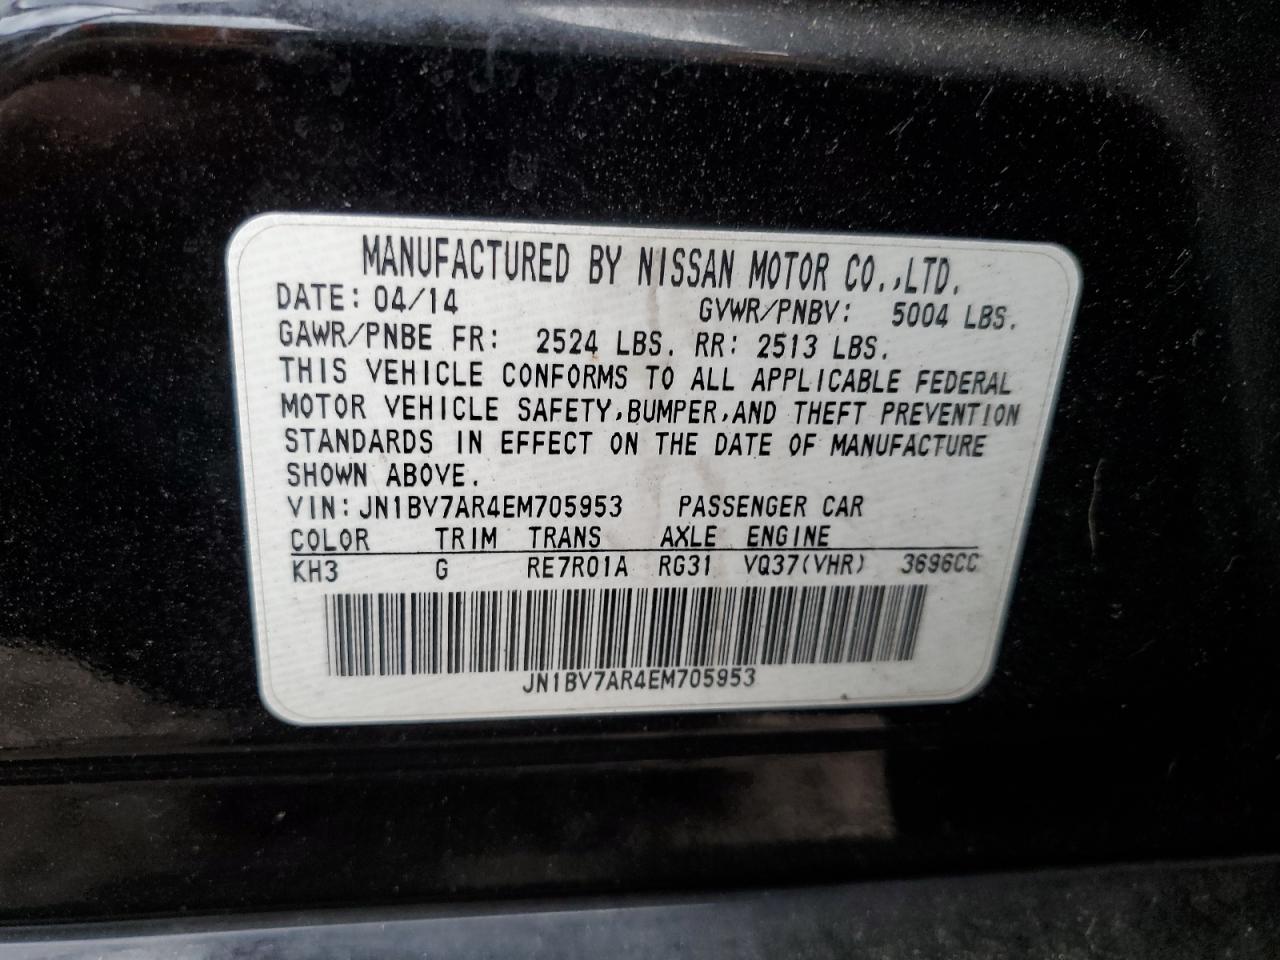 MANUFACTURED BY NISSAN MOTOR CO.,LTD.
DATE: 04/14 GVWR/PNBV: 5004 LBS.
GAWR/PNBE FR: 2524 LBS. RR: 2513 LBS.
THIS VEHICLE CONFORMS TO ALL APPLICABLE FEDERAL
MOTOR VEHICLE SAFETY,BUMPER,AND THEFT PREVENTION
STANDARDS IN EFFECT ON THE DATE OF MANUFACTURE
SHOWN ABOVE.
VIN:JN1BV7AR4EM705953 PASSENGER CAR
COLOR TRIM TRANS AXLE ENGINE
KH3 G RE7R01A RG31 VQ37(VHR) 3696CC
JN1BV7AR4EM705953